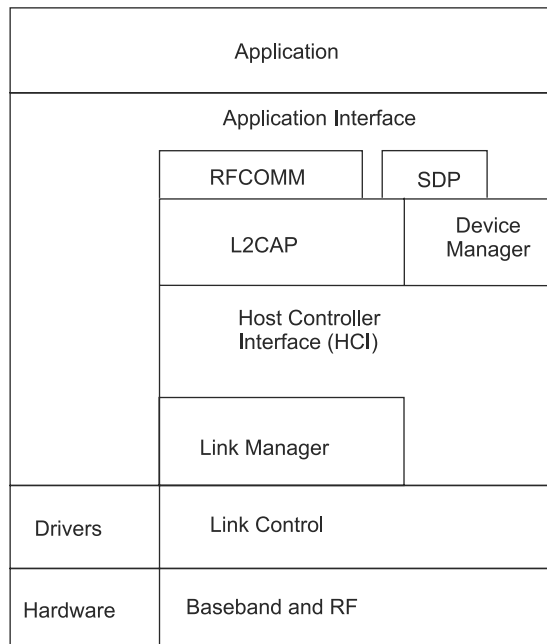 Application
Application Interface
RFCOMM
SDP
L2CAP
Device
Manager
Host Controller
Interface (HCI)
Link Manager
Drivers
Link Control
Hardware
Baseband and RF